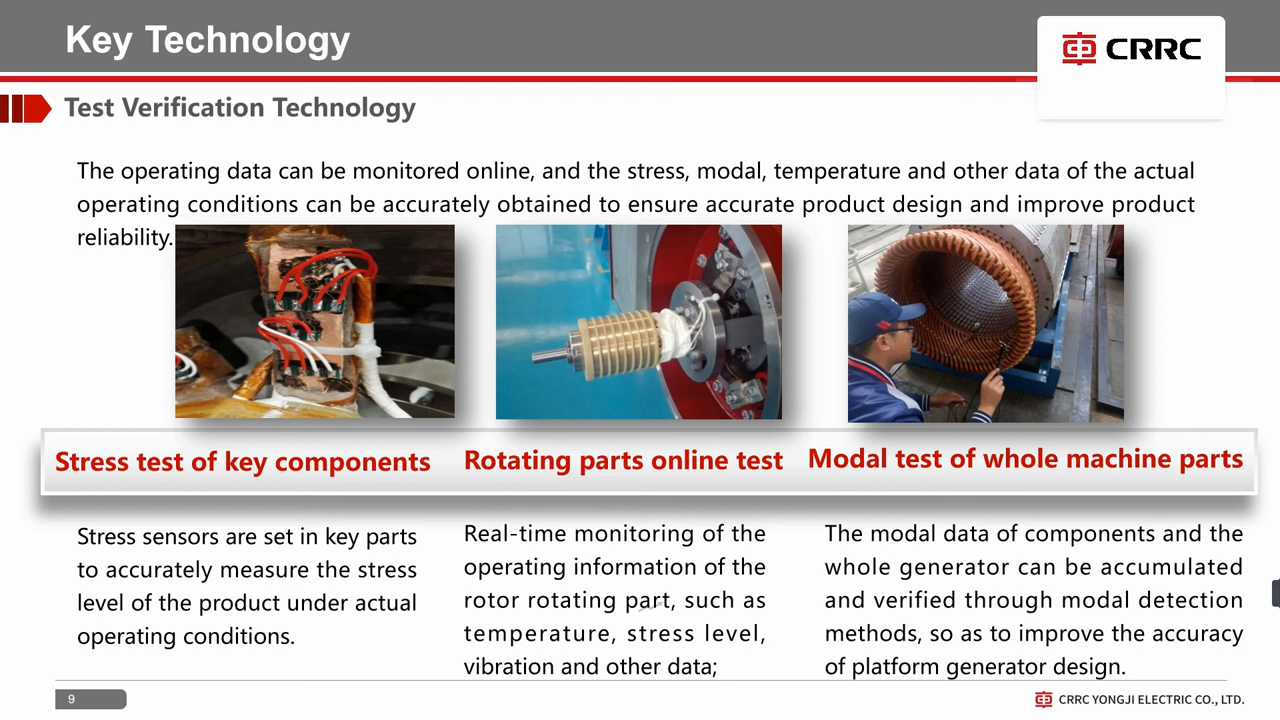 Key Technology
CRRC
Test Verification Technology
The operating data can be monitored online, and the stress, modal, temperature and other data of the actual
operating conditions can be accurately obtained to ensure accurate product design and improve product
reliability.
Stress test of key components
Rotating parts online test
Modal test of whole machine parts
Stress sensors are set in key parts
to accurately measure the stress
level of the product under actual
operating conditions.
Real-time monitoring of the
operating information of the
rotor rotating part, such as
temperature, stress level,
vibration and other data;
The modal data of components and the
whole generator can be accumulated
and verified through modal detection
methods, so as to improve the accuracy
of platform generator design.
9
CRRC YONGJI ELECTRIC CO., LTD.